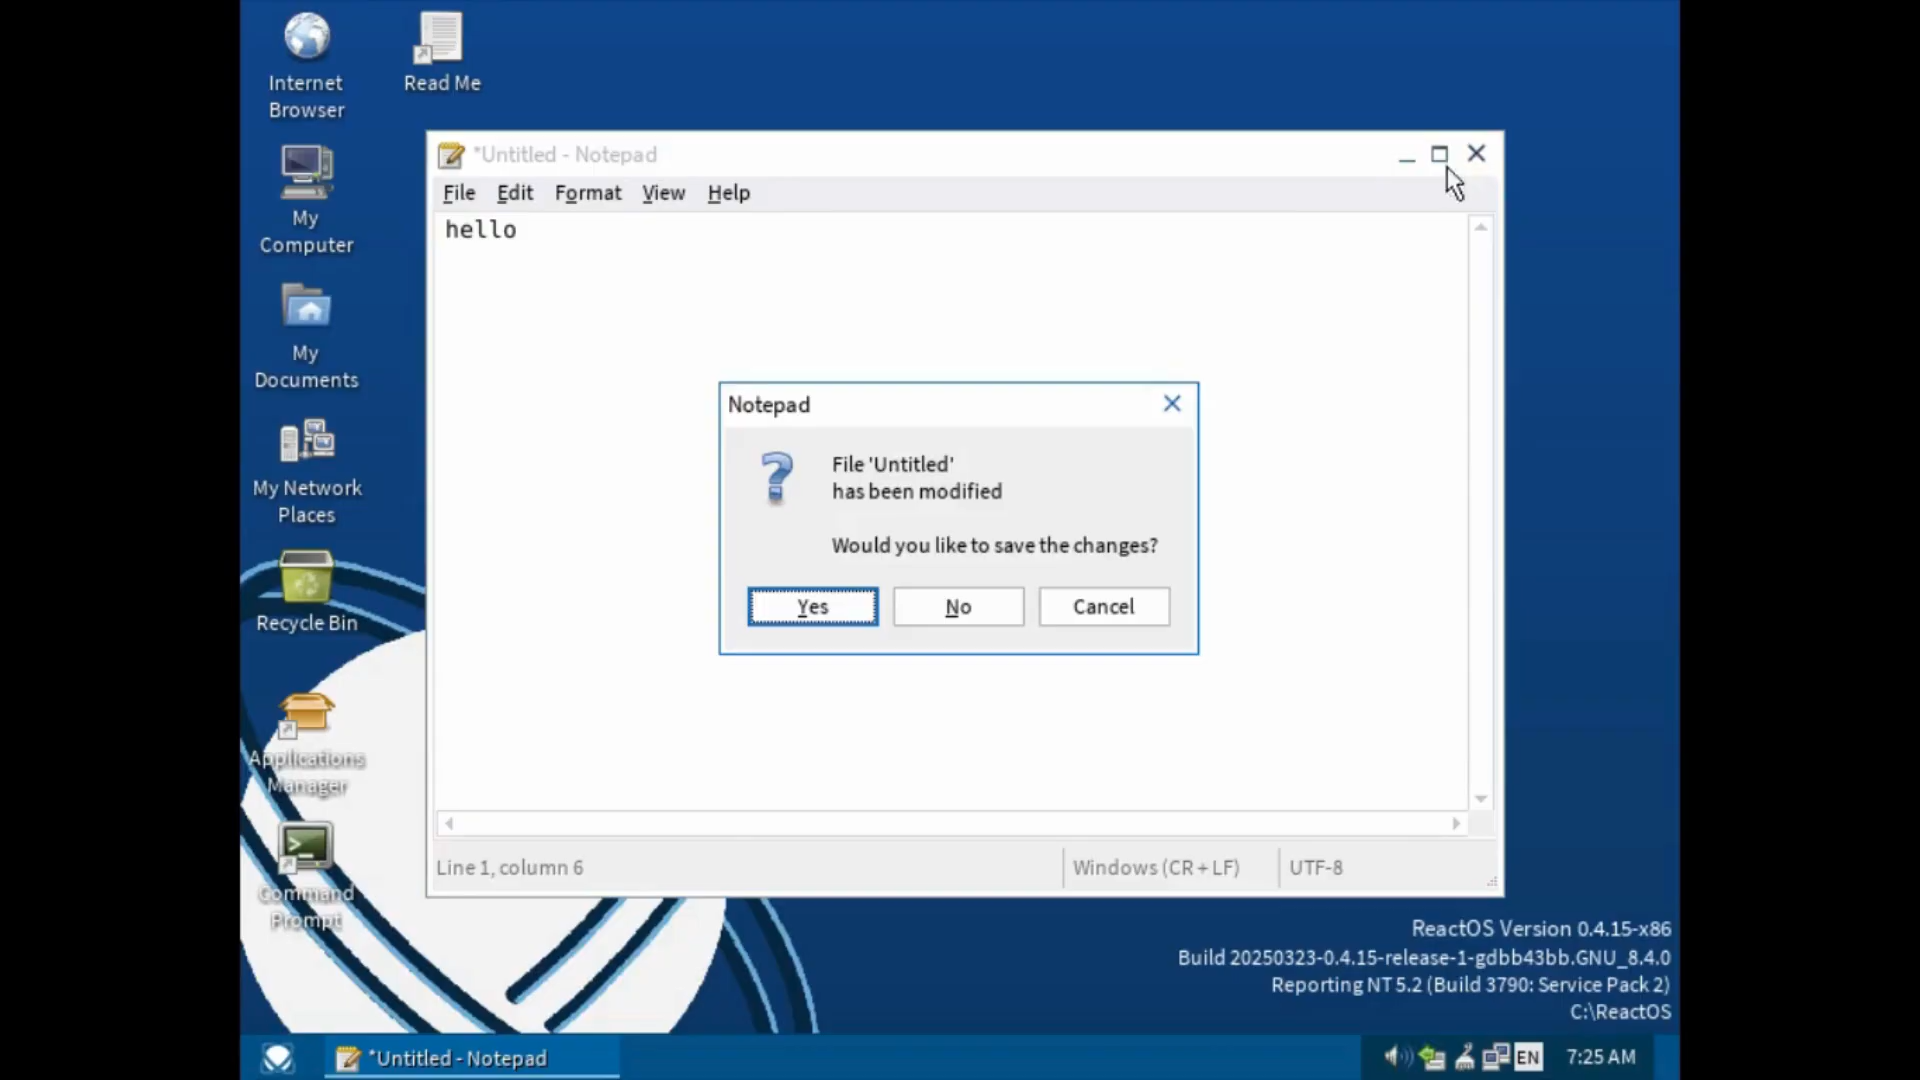 Internet
Browser
Read Me
My
Computer
My
Documents
My Network
Places
Recycle Bin
Applications
Manager
Command
Prompt
*Untitled - Notepad
File Edit Format View Help
hello
Notepad
File 'Untitled'
has been modified
Would you like to save the changes?
Yes No Cancel
Line 1, column 6 Windows (CR + LF) UTF-8
ReactOS Version 0.4.15-x86
Build 20250323-0.4.15-release-1-gdbb43bb.GNU_8.4.0
Reporting NT 5.2 (Build 3790: Service Pack 2)
C:\ReactOS
*Untitled - Notepad
EN 7:25 AM